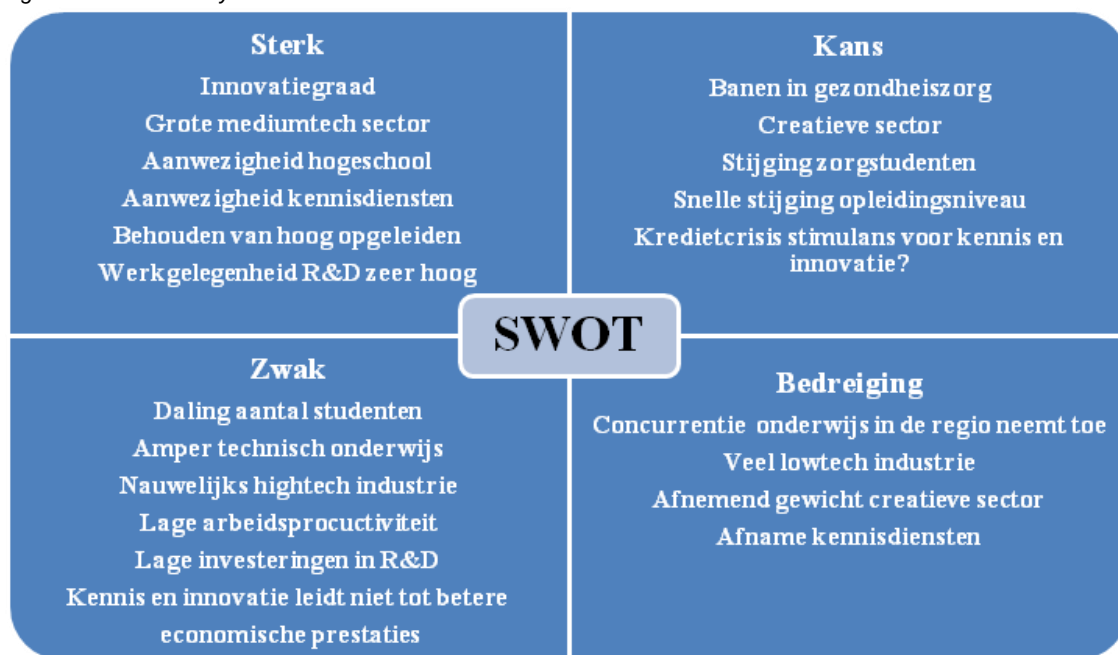 Sterk
Innovatiegraad
Grote mediumtech sector
Aanwezigheid hogeschool
Aanwezigheid kennisdiensten
Behouden van hoog opgeleiden
Werkgelegenheid R&D zeer hoog
Kans
Banen in gezondheiszorg
Creatieve sector
Stijging zorgstudenten
Snelle stijging opleidingsniveau
Kredietcrisis stimulans voor kennis en
innovatie?
SWOT
Zwak
Daling aantal studenten
Amper technisch onderwijs
Nauwelijks hightech industrie
Lage arbeidsprocuctiviteit
Lage investeringen in R&D
Kennis en innovatie leidt niet tot betere
economische prestaties
Bedreiging
Concurrentie onderwijs in de regio neemt toe
Veel lowtech industrie
Afnemend gewicht creatieve sector
Afname kennisdiensten